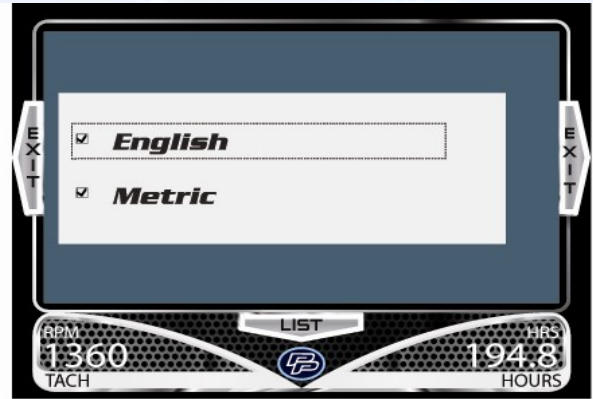 English
Metric
EXIT
EXIT
LIST
RPM
1360
TACH
HRS
194.8
HOURS